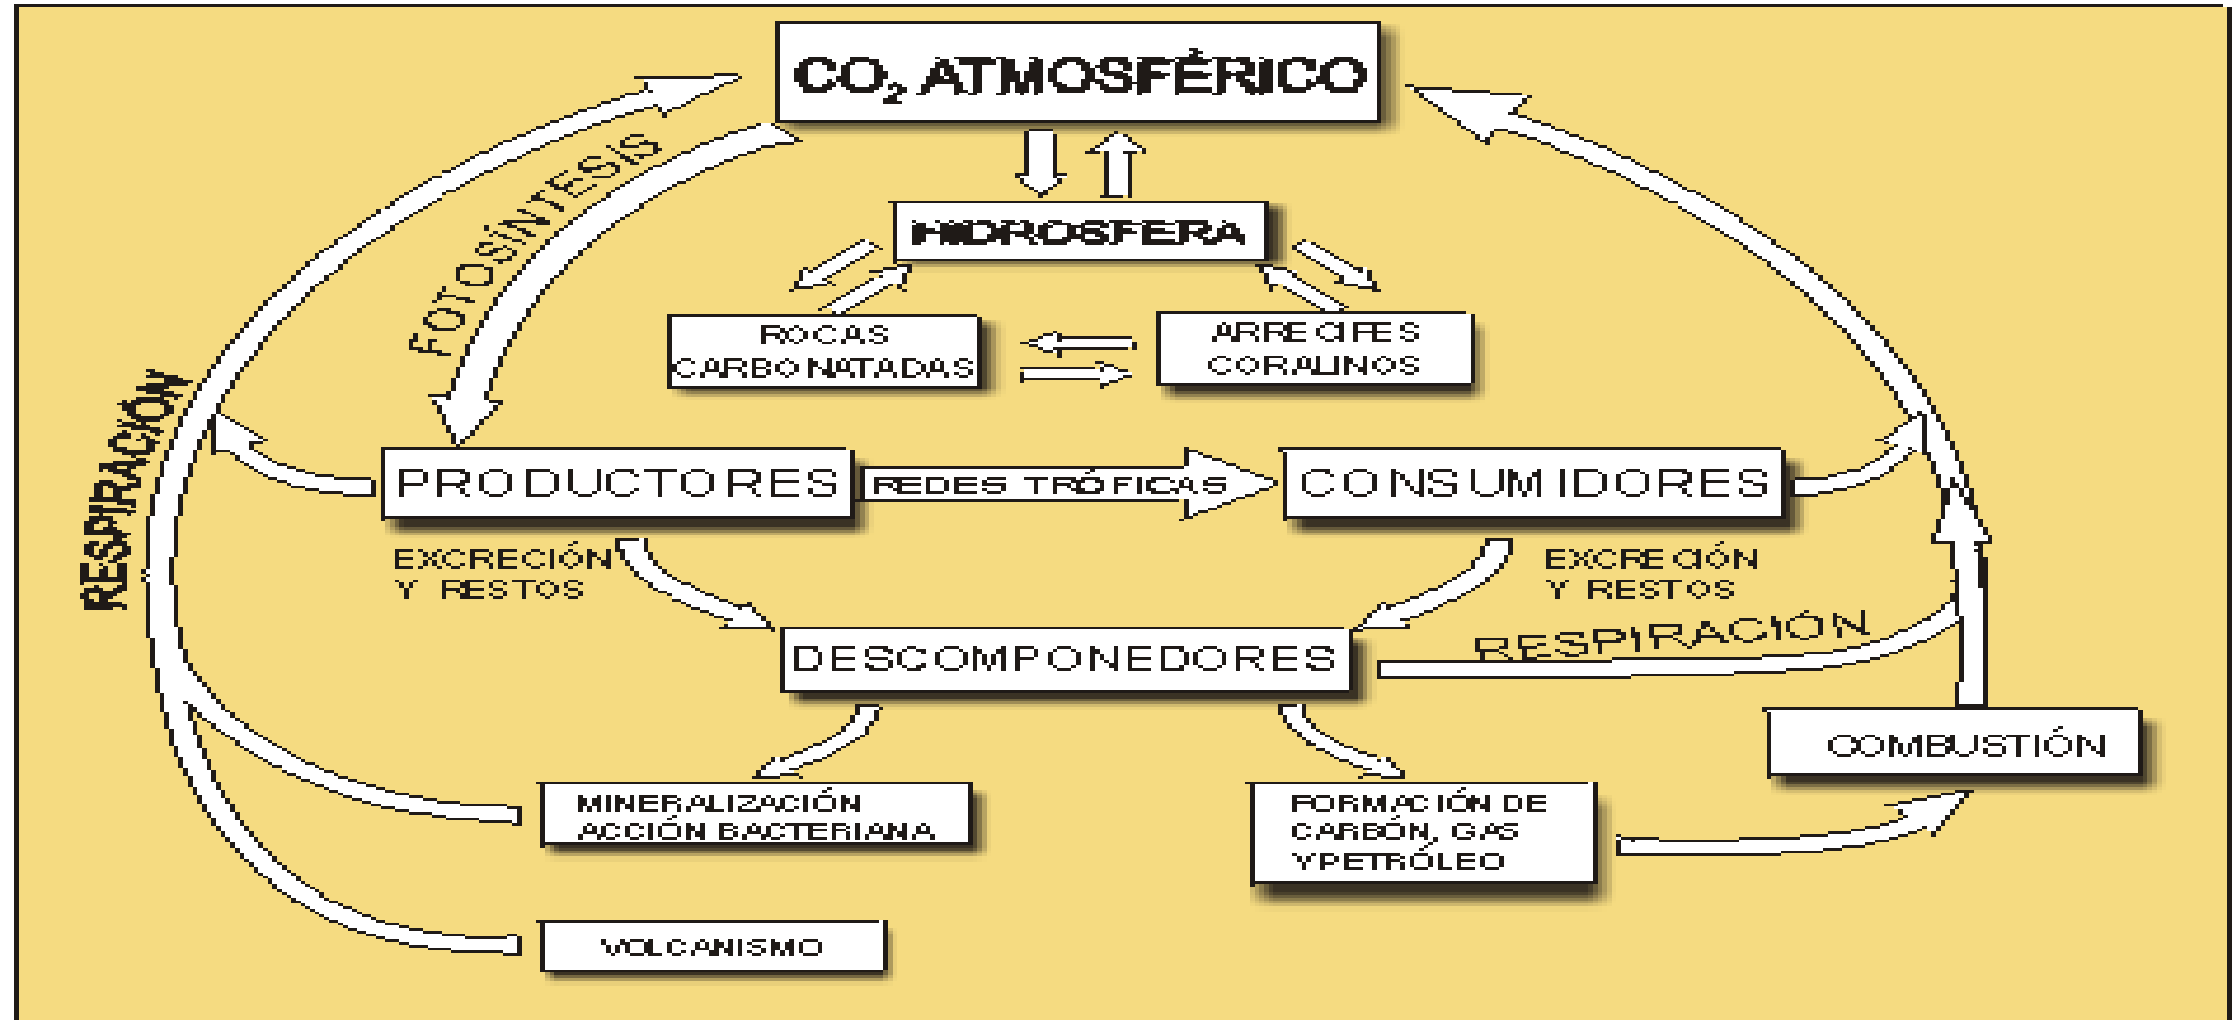 CO₂ ATMOSFÉRICO
FOTOSÍNTESIS
HIDROSFERA
ROCAS
CARBONATADAS
ARRECIFES
CORALINOS
RESPIRACIÓN
PRODUCTORES
REDES TRÓFICAS
CONSUMIDORES
EXCRECIÓN
Y RESTOS
EXCRECIÓN
Y RESTOS
DESCOMPONEDORES
RESPIRACIÓN
COMBUSTIÓN
MINERALIZACIÓN
ACCIÓN BACTERIANA
FORMACIÓN DE
CARBÓN, GAS
Y PETRÓLEO
VOLCANISMO